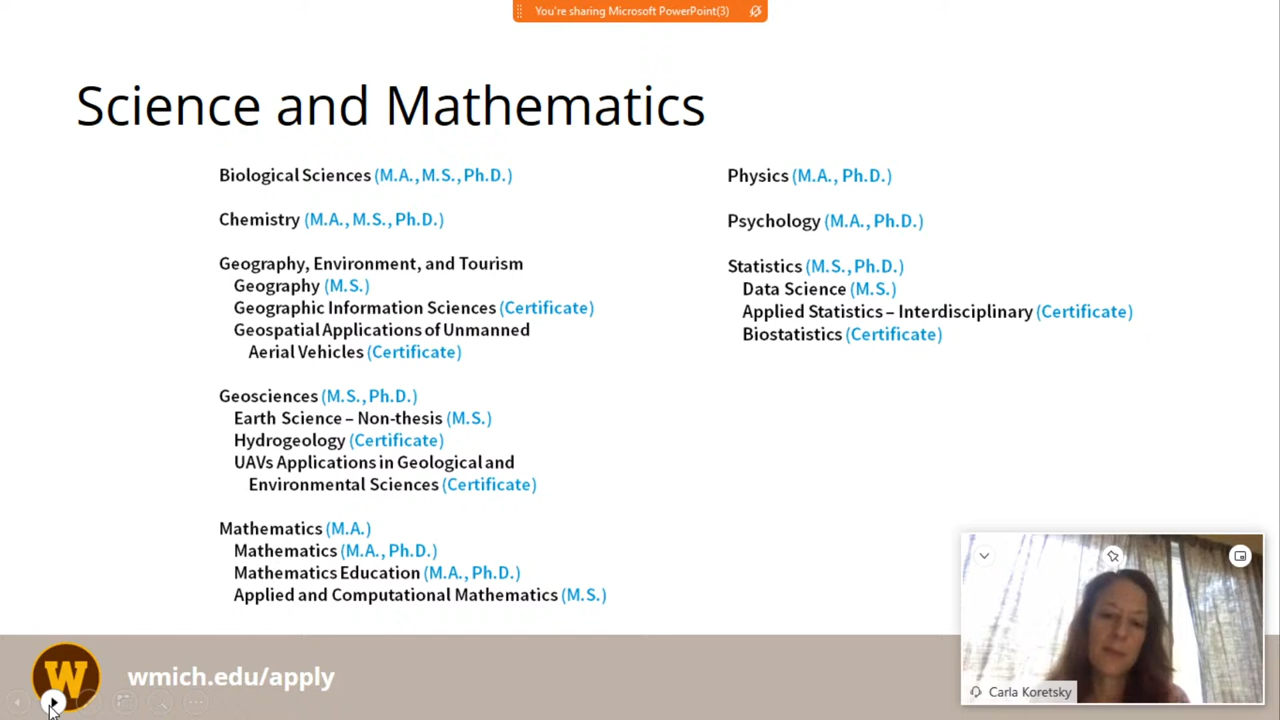 You're sharing Microsoft PowerPoint(3)
Science and Mathematics
Biological Sciences (M.A., M.S., Ph.D.)
Chemistry (M.A., M.S., Ph.D.)
Geography, Environment, and Tourism
Geography (M.S.)
Geographic Information Sciences (Certificate)
Geospatial Applications of Unmanned
Aerial Vehicles (Certificate)
Geosciences (M.S., Ph.D.)
Earth Science – Non-thesis (M.S.)
Hydrogeology (Certificate)
UAVs Applications in Geological and
Environmental Sciences (Certificate)
Mathematics (M.A.)
Mathematics (M.A., Ph.D.)
Mathematics Education (M.A., Ph.D.)
Applied and Computational Mathematics (M.S.)
Physics (M.A., Ph.D.)
Psychology (M.A., Ph.D.)
Statistics (M.S., Ph.D.)
Data Science (M.S.)
Applied Statistics – Interdisciplinary (Certificate)
Biostatistics (Certificate)
W
wmich.edu/apply
Carla Koretsky